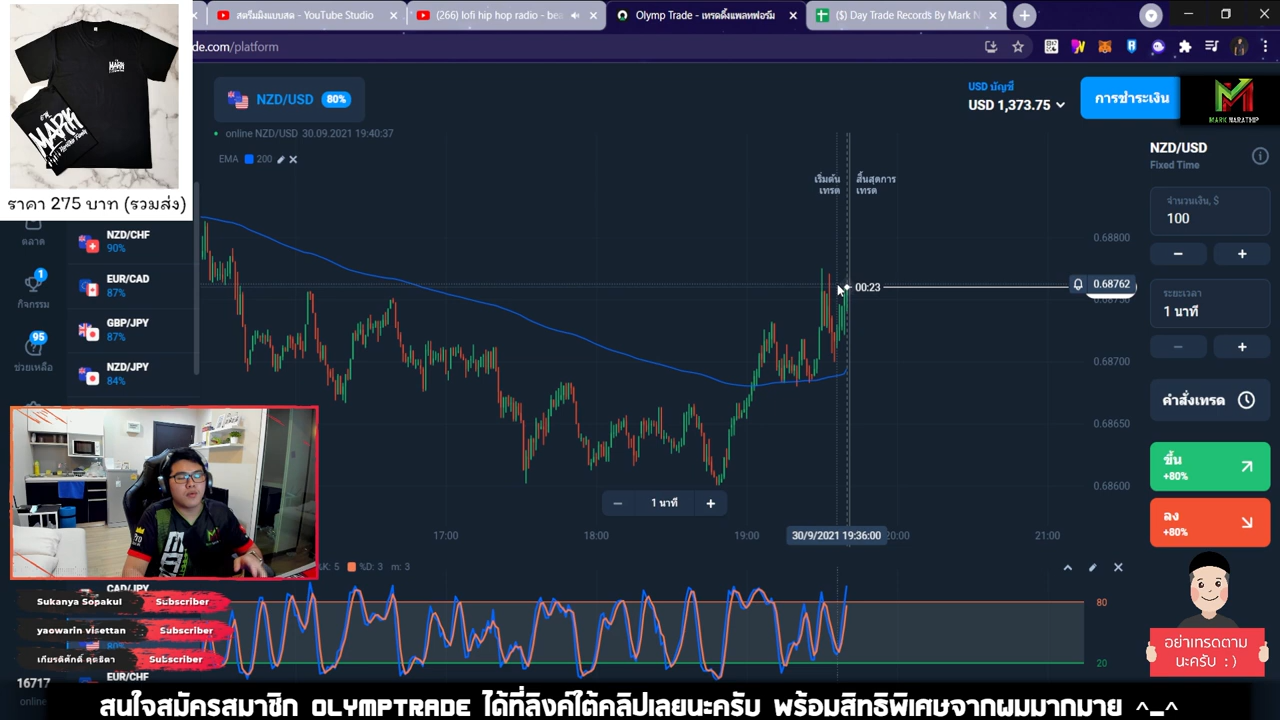 สตรีมมิงแบบสด - YouTube Studio
(266) lofi hip hop radio - bea
Olymp Trade - เทรดดิ้งแพลทฟอร์ม
($) Day Trade Records By Mark N
de.com/platform
MARK
MARK
ราคา 275 บาท (รวมส่ง)
NZD/USD 80%
online NZD/USD 30.09.2021 19:40:37
EMA 200
USD บัญชี
USD 1,373.75
การชำระเงิน
MARK NARATHIP
ตลาด
1
กิจกรรม
95
ช่วยเหลือ
NZD/CHF
90%
EUR/CAD
87%
GBP/JPY
87%
NZD/JPY
84%
เริ่มต้น
เทรด
สิ้นสุดการ
เทรด
00:23
0.68800
0.68762
0.68750
0.68700
0.68650
0.68600
1 นาที
17:00
18:00
19:00
30/9/2021 19:36:00
20:00
21:00
NZD/USD
Fixed Time
จำนวนเงิน, $
100
ระยะเวลา
1 นาที
คำสั่งเทรด
ขึ้น
+80%
ลง
+80%
%K: 5 %D: 3 m: 3
80
20
CAD/JPY
Sukanya Sopakul Subscriber
yaowarin visettan Subscriber
80%
เกียรติศักดิ์ คุตธิดา Subscriber
EUR/CHF
16717
online
อย่าเทรดตาม
นะครับ : )
สนใจสมัครสมาชิก OLYMPTRADE ได้ที่ลิงค์ใต้คลิปเลยนะครับ พร้อมสิทธิพิเศษจากผมมากมาย ^_^